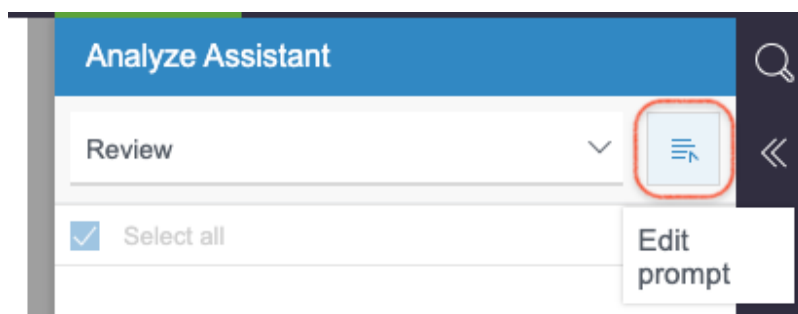 Analyze Assistant
Review
Select all
Edit
prompt